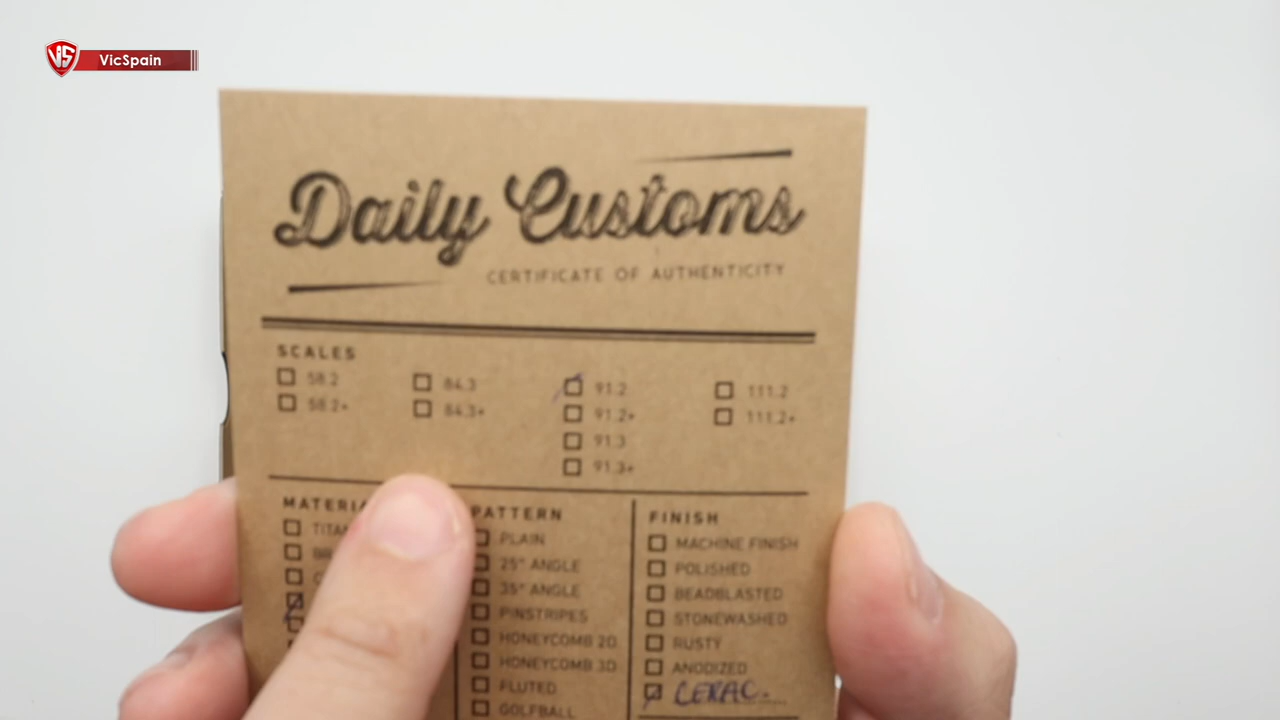 VS VicSpain
Daily Customs
CERTIFICATE OF AUTHENTICITY
SCALES
58.2 84.3 91.2 111.2
58.2+ 84.3+ 91.2+ 111.2+
91.3
91.3+
PATTERN FINISH
PLAIN MACHINE FINISH
25° ANGLE POLISHED
35° ANGLE BEADBLASTED
PINSTRIPES STONEWASHED
HONEYCOMB 2D RUSTY
HONEYCOMB 3D ANODIZED
FLUTED CERAC.
GOLFBALL